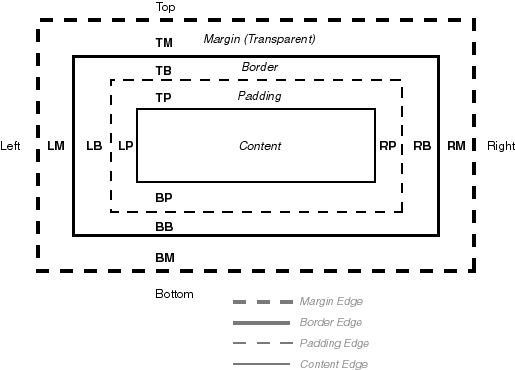 Top
TM Margin (Transparent)
TB Border
TP Padding
Left LM LB LP Content RP RB RM Right
BP
BB
BM
Bottom
Margin Edge
Border Edge
Padding Edge
Content Edge